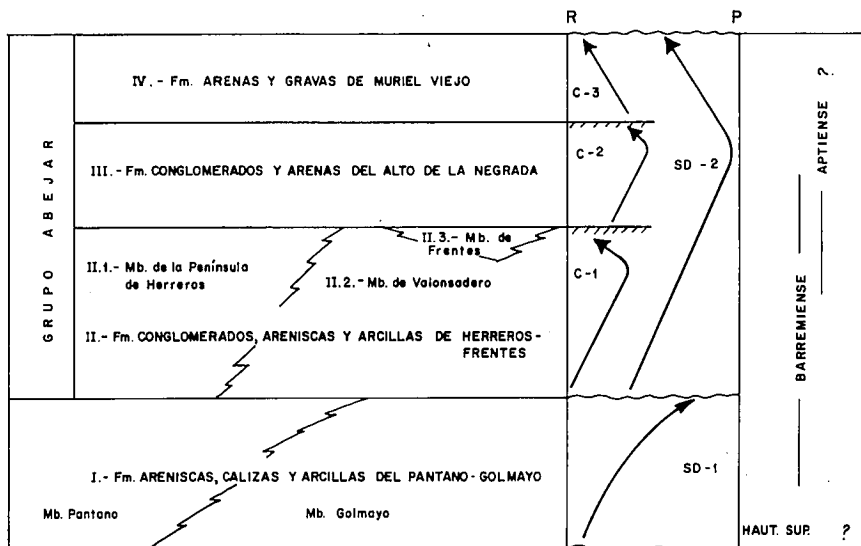 R P
IV.- Fm. ARENAS Y GRAVAS DE MURIEL VIEJO
C-3
III.- Fm. CONGLOMERADOS Y ARENAS DEL ALTO DE LA NEGRADA
C-2
SD-2
II.3.- Mb. de
Frentes
II.1.- Mb. de la Península
de Herreros
II.2.- Mb. de Valonsadero
C-1
II.- Fm. CONGLOMERADOS, ARENISCAS Y ARCILLAS DE HERREROS-
FRENTES
GRUPO ABEJAR
I.- Fm. ARENISCAS, CALIZAS Y ARCILLAS DEL PANTANO-GOLMAYO
SD-1
Mb. Pantano
Mb. Golmayo
BARREMIENSE
APTIENSE ?
HAUT. SUP. ?